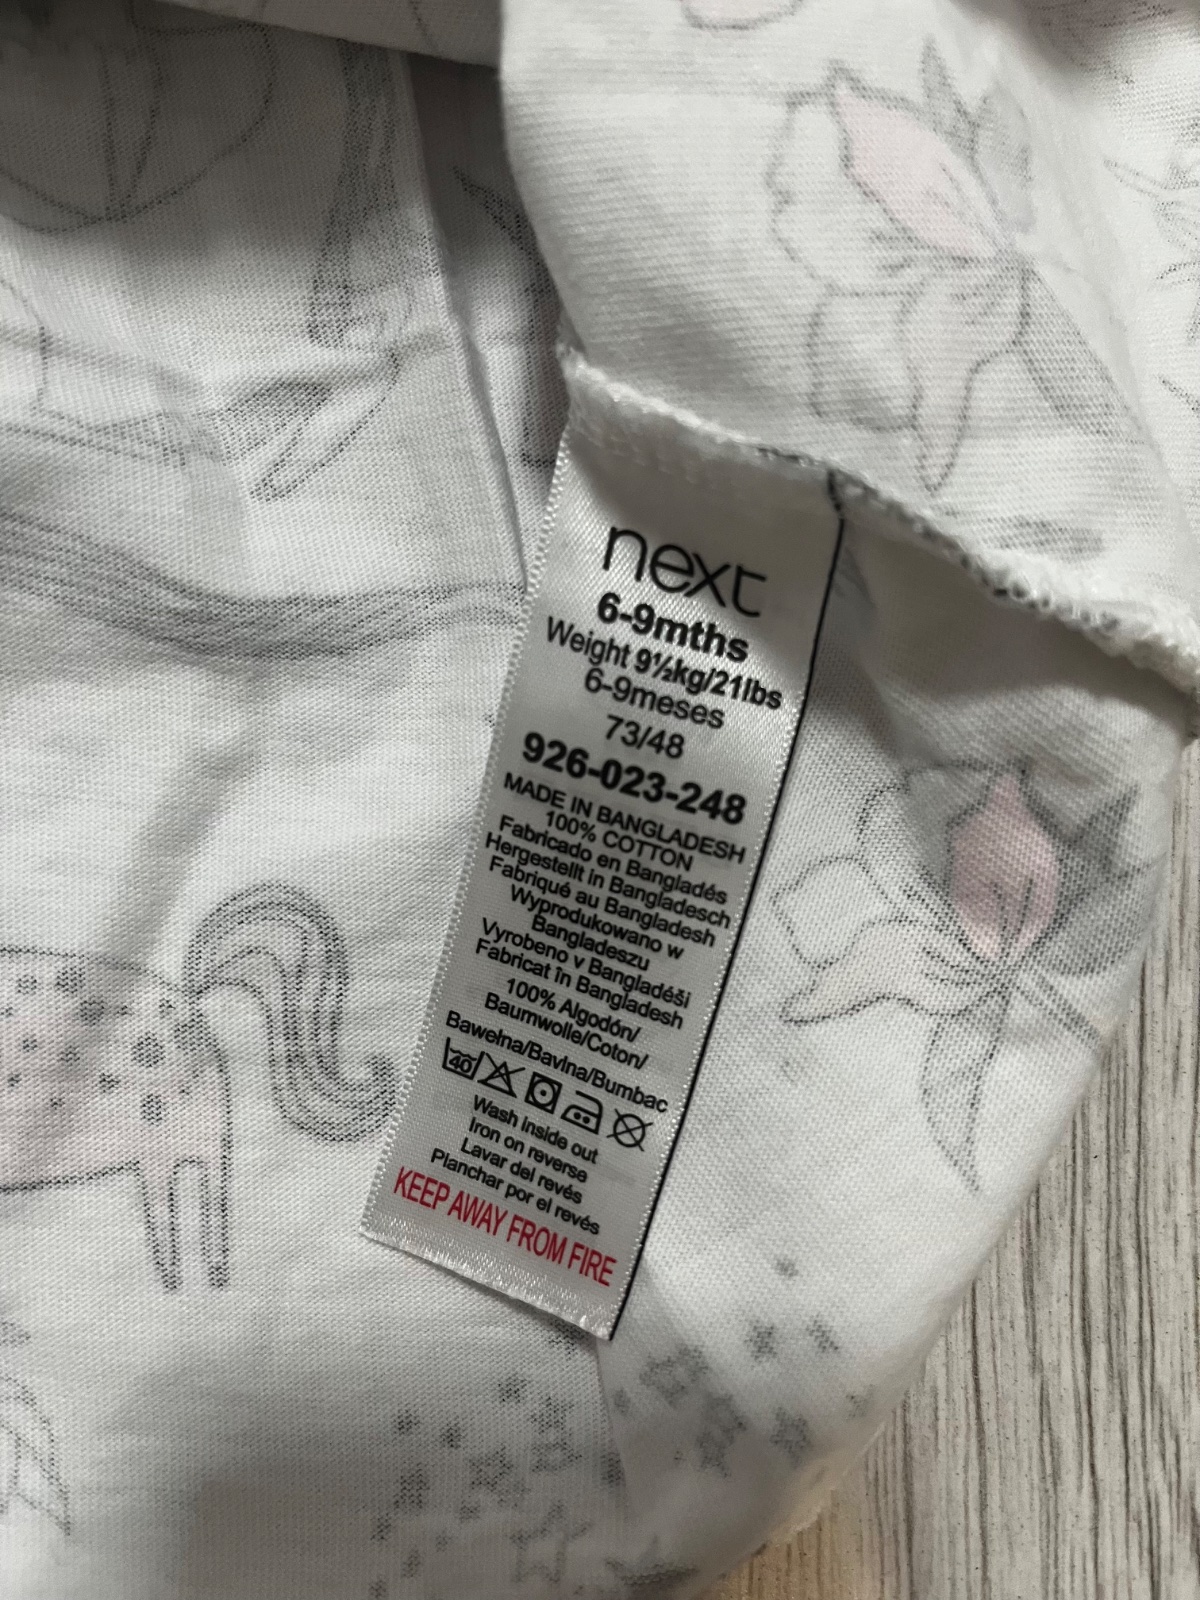 next
6-9mths
Weight 9½kg/21lbs
6-9meses
73/48
926-023-248
MADE IN BANGLADESH
100% COTTON
Fabricado en Bangladés
Hergestellt in Bangladesch
Fabriqué au Bangladesh
Wyprodukowano w
Bangladeszu
Vyrobeno v Bangladéši
Fabricat în Bangladesh
100% Algodón/
Baumwolle/Coton/
Bawełna/Bavlna/Bumbac
40
Wash inside out
Iron on reverse
Lavar del revés
Planchar por el revés
KEEP AWAY FROM FIRE